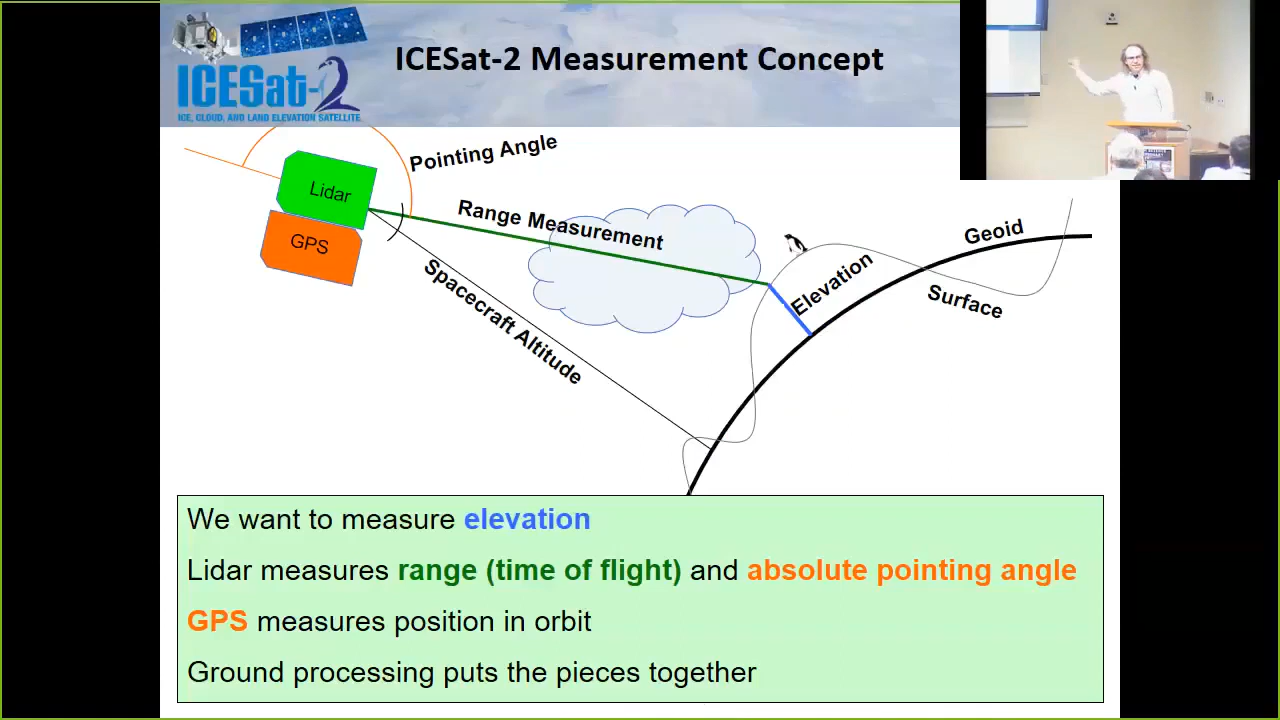 ICESat-2
ICE, CLOUD, AND LAND ELEVATION SATELLITE
ICESat-2 Measurement Concept
Pointing Angle
Lidar
GPS
Range Measurement
Spacecraft Altitude
Elevation
Geoid
Surface
We want to measure elevation
Lidar measures range (time of flight) and absolute pointing angle
GPS measures position in orbit
Ground processing puts the pieces together